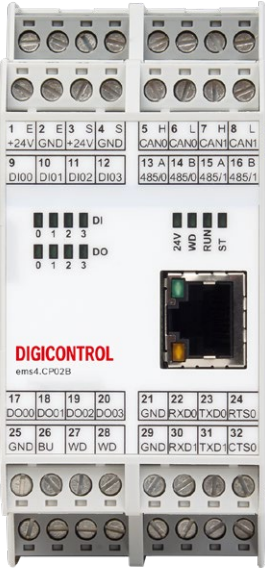 1 E 2 E 3 S 4 S 5 H 6 L 7 H 8 L
+24V GND +24V GND CAN0 CAN0 CAN1 CAN1
9 10 11 12 13 A 14 B 15 A 16 B
DI00 DI01 DI02 DI03 485/0 485/0 485/1 485/1
DI
0 1 2 3
DO
0 1 2 3
24V WD RUN ST
DIGICONTROL
ems4.CP02B
17 18 19 20 21 22 23 24
DO00 DO01 DO02 DO03 GND RXD0 TXD0 RTS0
25 26 27 28 29 30 31 32
GND BU WD WD GND RXD1 TXD1 CTS0